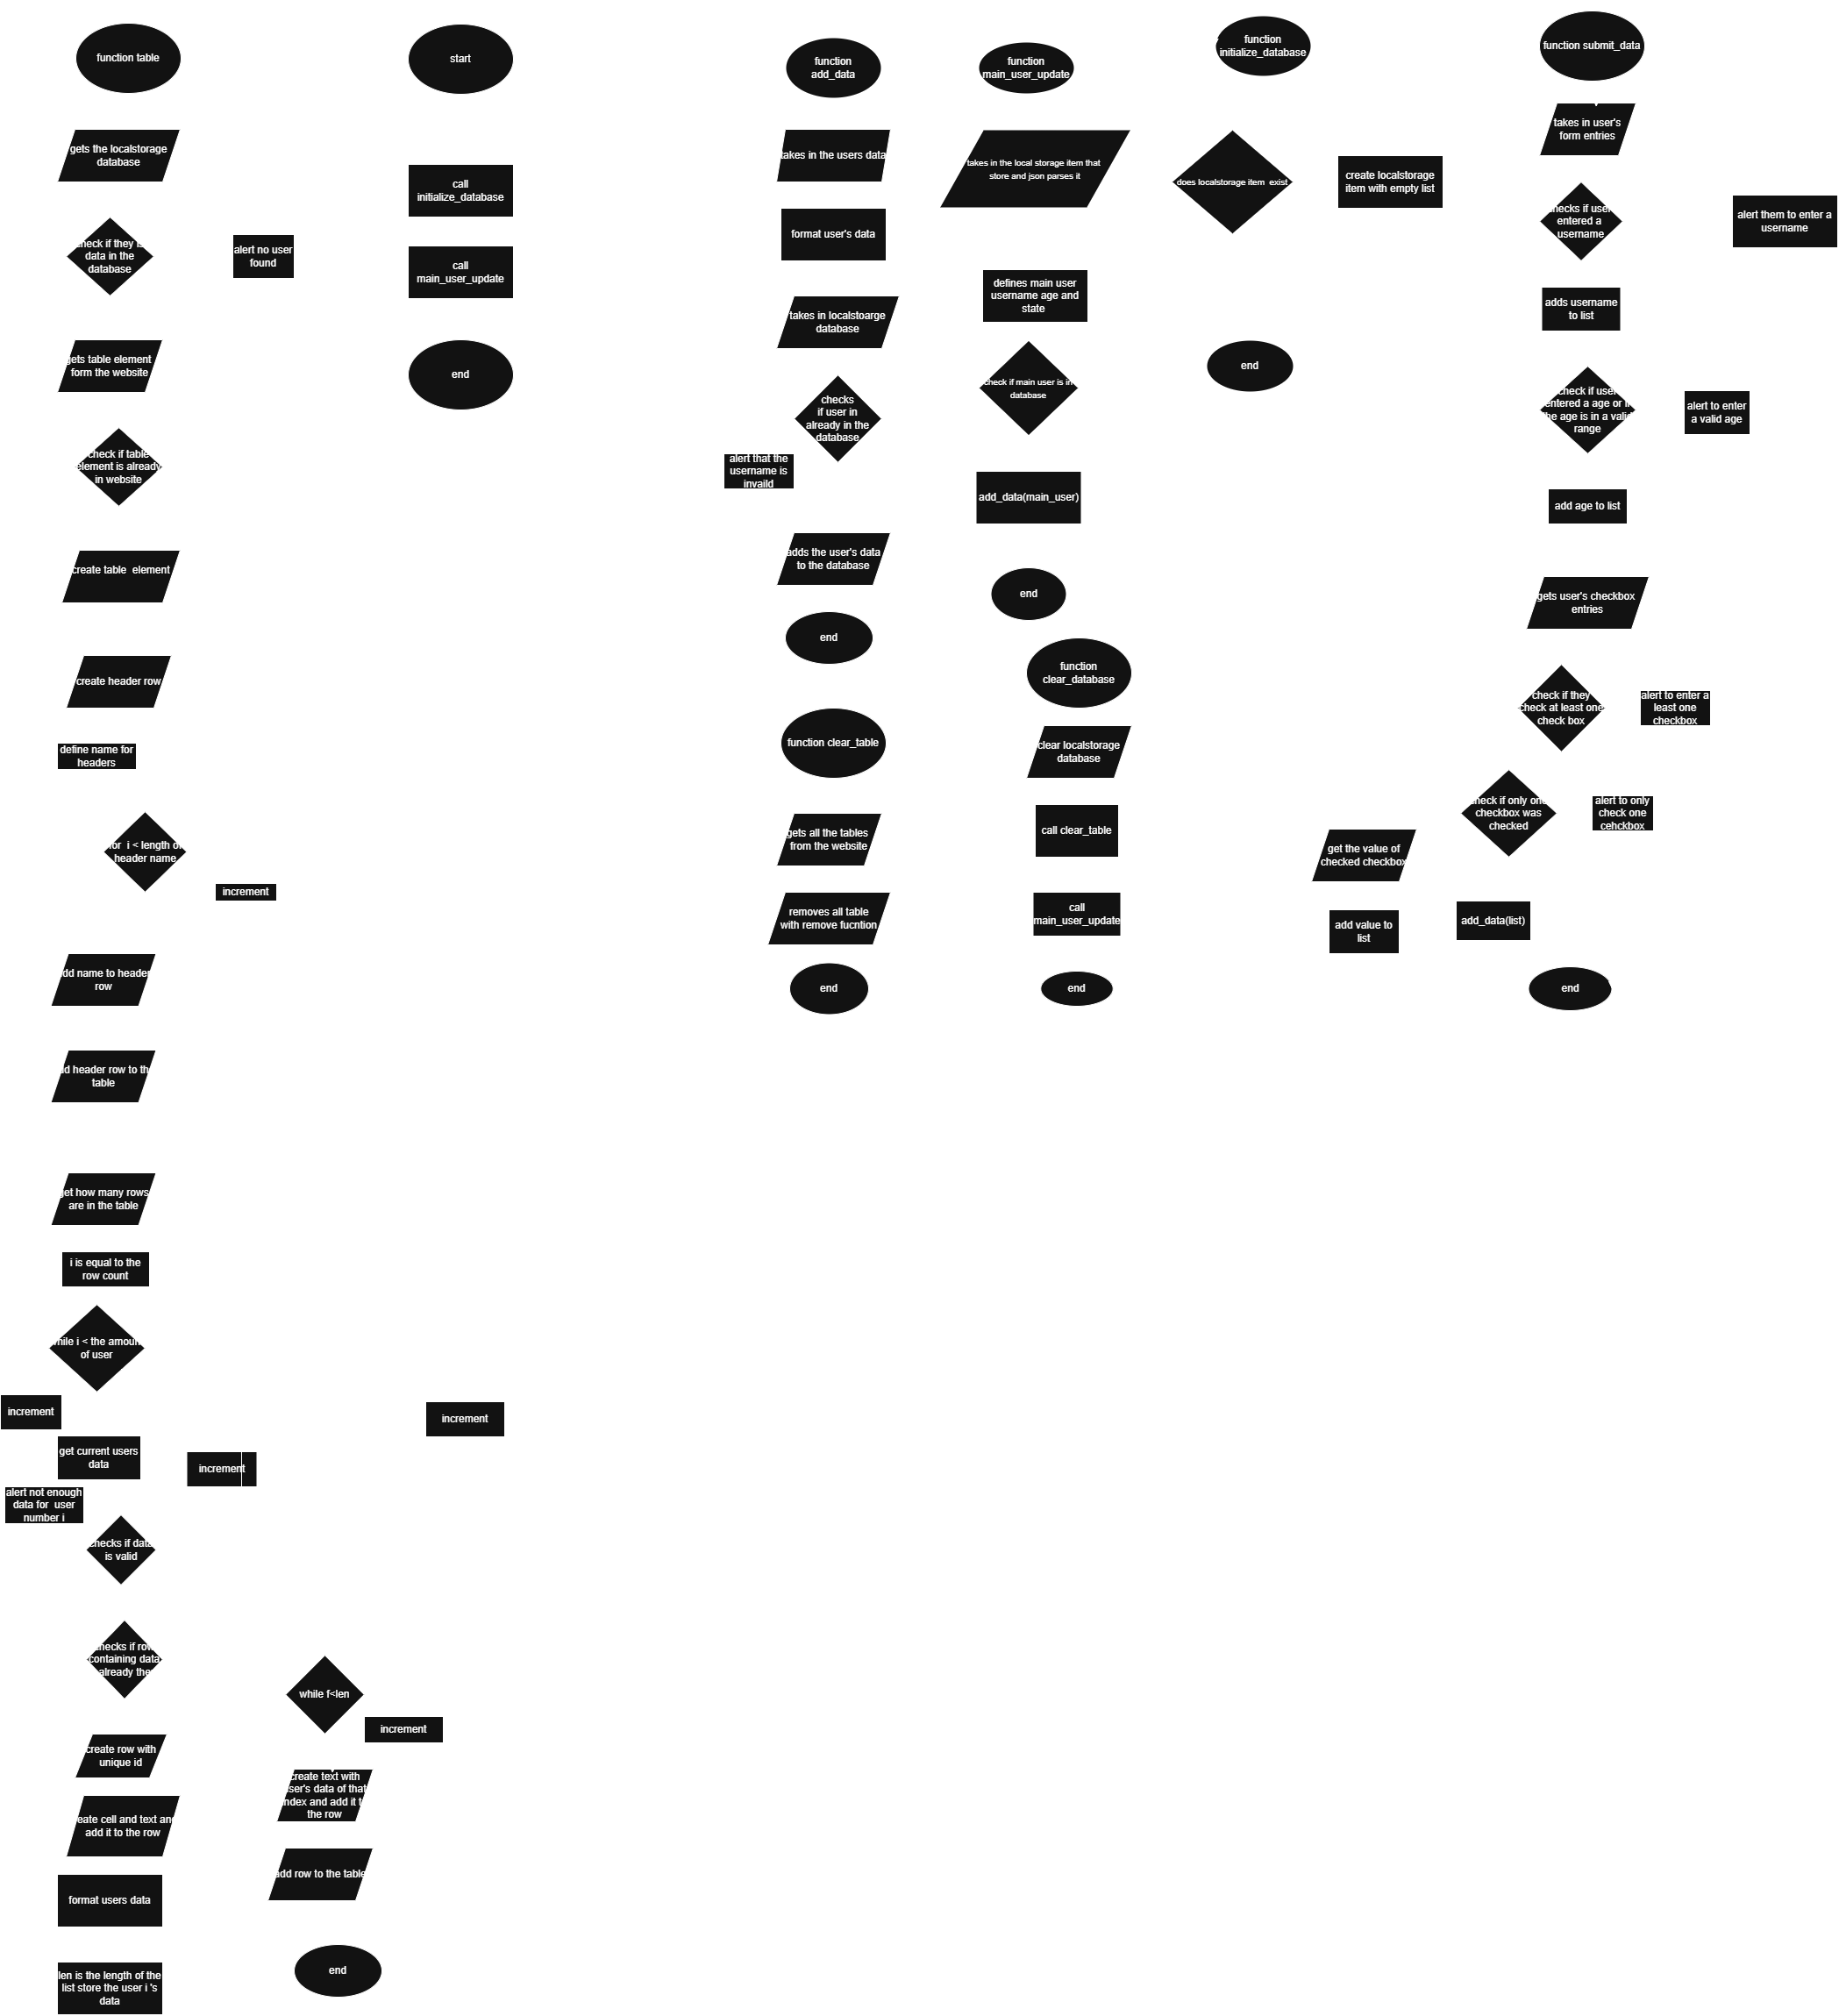 function table
gets the localstorage
database
check if they is
data in the
database
alert no user
found
gets table element
form the website
check if table
element is already
in website
create table  element
create header row
define name for
headers
for  i < length of
header name
increment
add name to header
row
add header row to the
table
get how many rows
are in the table
i is equal to the
row count
while i < the amount
of user
increment
get current users
data
increment
alert not enough
data for  user
number i
checks if data
is valid
checks if row
containing data
already the
create row with
unique id
create cell and text and
add it to the row
format users data
len is the length of the
list store the user i 's
data
while f<len
increment
increment
create text with
user's data of that
index and add it to
the row
add row to the table
end
start
call
initialize_database
call
main_user_update
end
function
add_data
takes in the users data
format user's data
takes in localstoarge
database
checks
if user in
already in the
database
alert that the
username is
invaild
adds the user's data
to the database
end
function clear_table
gets all the tables
from the website
removes all table
with remove fucntion
end
function
main_user_update
takes in the local storage item that
store and json parses it
defines main user
username age and
state
check if main user is in
database
add_data(main_user)
end
function
clear_database
clear localstorage
database
call clear_table
call
main_user_update
end
function
initialize_database
does localstorage item  exist
create localstorage
item with empty list
end
function submit_data
takes in user's
form entries
checks if user
entered a
username
alert them to enter a
username
adds username
to list
check if user
entered a age or if
the age is in a valid
range
alert to enter
a valid age
add age to list
gets user's checkbox
entries
check if they
check at least one
check box
alert to enter a
least one
checkbox
check if only one
checkbox was
checked
alert to only
check one
cehckbox
get the value of
checked checkbox
add value to
list
add_data(list)
end